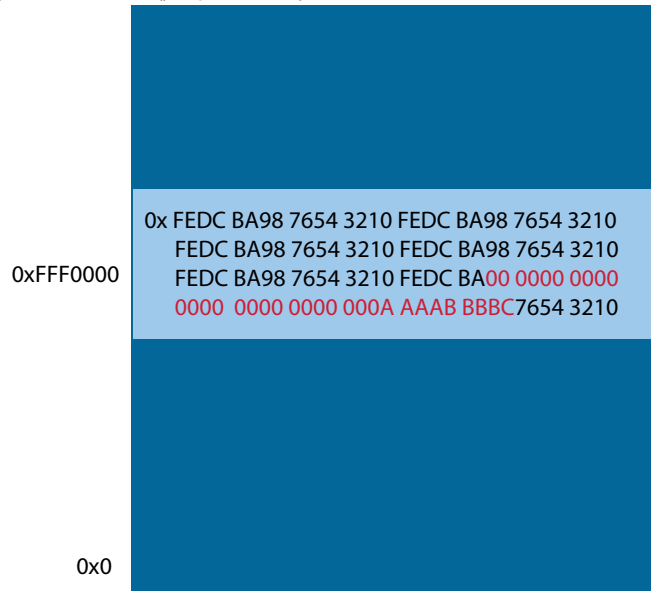 0x FEDC BA98 7654 3210 FEDC BA98 7654 3210
FEDC BA98 7654 3210 FEDC BA98 7654 3210
0xFFF0000
FEDC BA98 7654 3210 FEDC BA00 0000 0000
0000 0000 0000 000A AAAB BBBC7654 3210
0x0